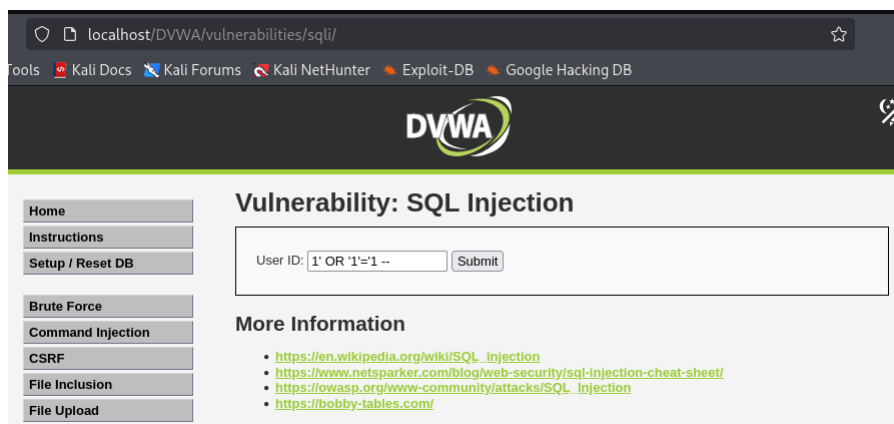 localhost/DVWA/vulnerabilities/sqli/
Tools Kali Docs Kali Forums Kali NetHunter Exploit-DB Google Hacking DB
DVWA
Home
Instructions
Setup / Reset DB
Brute Force
Command Injection
CSRF
File Inclusion
File Upload
Vulnerability: SQL Injection
User ID: 1' OR '1'='1 -- Submit
More Information
• https://en.wikipedia.org/wiki/SQL_injection
• https://www.netsparker.com/blog/web-security/sql-injection-cheat-sheet/
• https://owasp.org/www-community/attacks/SQL_Injection
• https://bobby-tables.com/